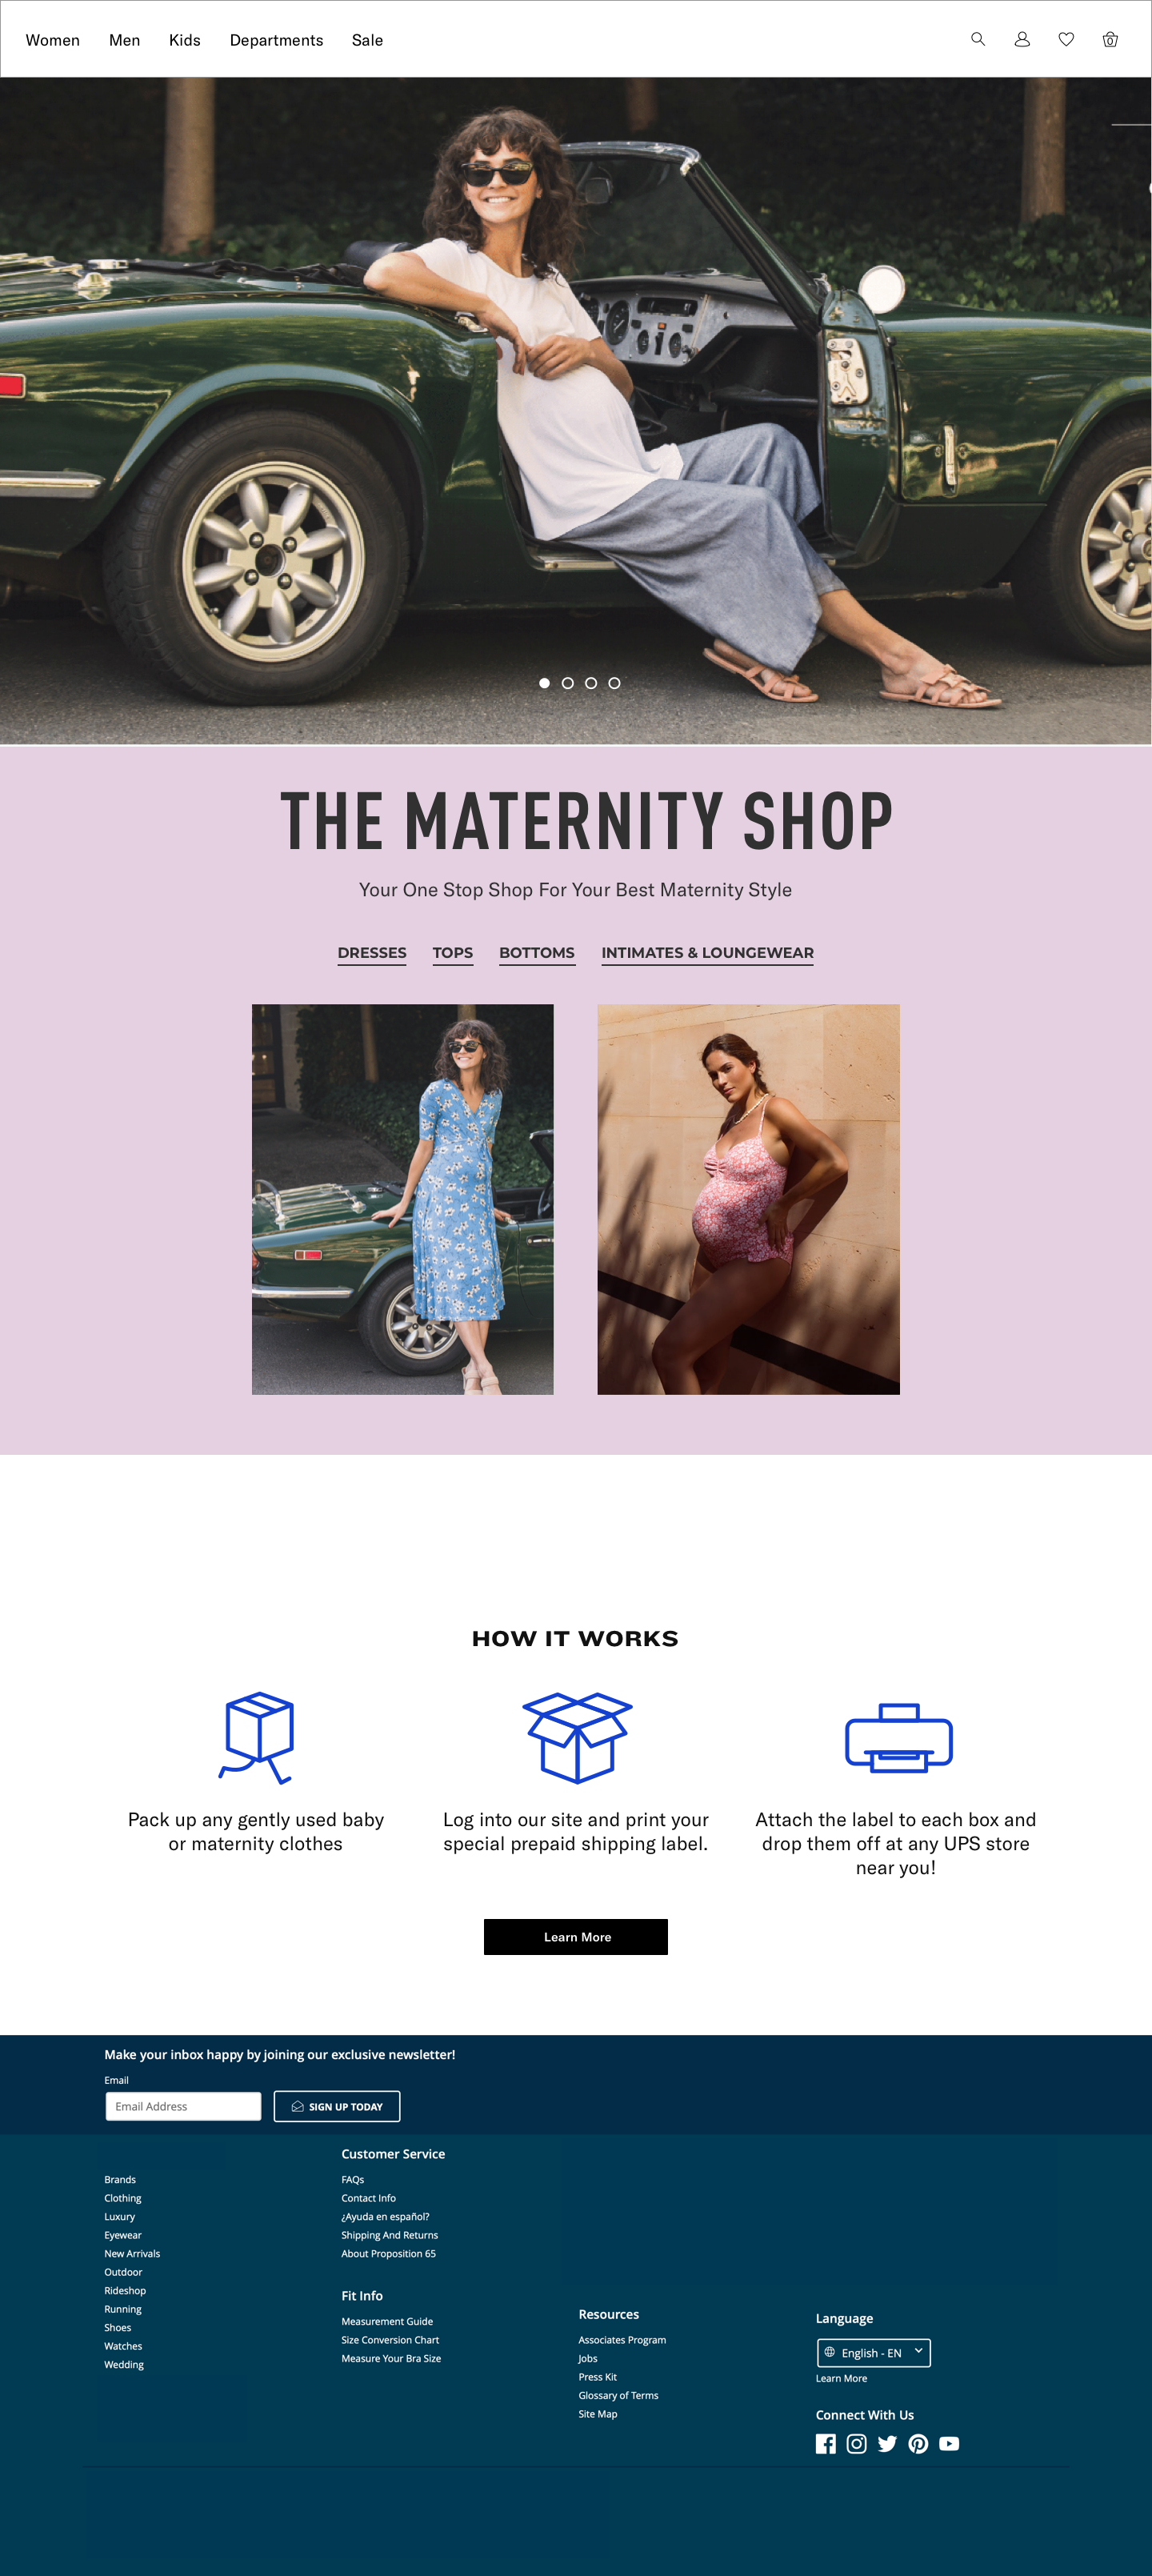 Women Men Kids Departments Sale
0
THE MATERNITY SHOP
Your One Stop Shop For Your Best Maternity Style
DRESSES TOPS BOTTOMS INTIMATES & LOUNGEWEAR
HOW IT WORKS
Pack up any gently used baby
or maternity clothes
Log into our site and print your
special prepaid shipping label.
Attach the label to each box and
drop them off at any UPS store
near you!
Learn More
Make your inbox happy by joining our exclusive newsletter!
Email
Email Address
SIGN UP TODAY
Brands
Clothing
Luxury
Eyewear
New Arrivals
Outdoor
Rideshop
Running
Shoes
Watches
Wedding
Customer Service
FAQs
Contact Info
¿Ayuda en español?
Shipping And Returns
About Proposition 65
Fit Info
Measurement Guide
Size Conversion Chart
Measure Your Bra Size
Resources
Associates Program
Jobs
Press Kit
Glossary of Terms
Site Map
Language
English - EN
Learn More
Connect With Us